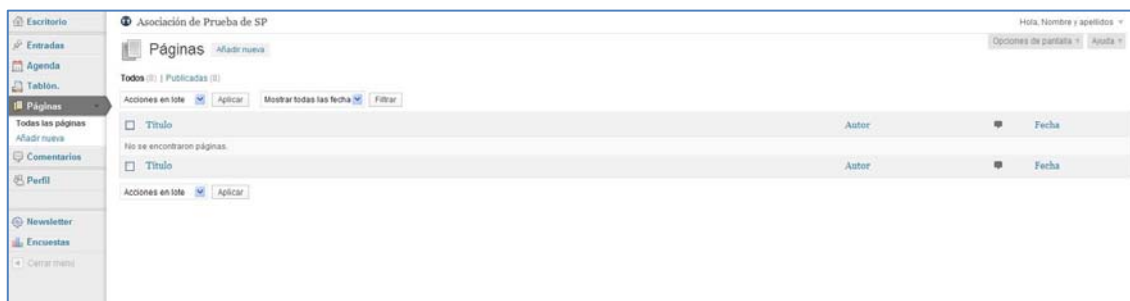 Escritorio
Entradas
Agenda
Tablón.
Páginas
Todas las páginas
Añadir nueva
Comentarios
Perfil
Newsletter
Encuestas
Cerrar menú
Asociación de Prueba de SP
Hola, Nombre y apellidos
Opciones de pantalla Ayuda
Páginas Añadir nueva
Todos (0) | Publicadas (0)
Acciones en lote Aplicar Mostrar todas las fecha Filtrar
Título Autor Fecha
No se encontraron páginas.
Título Autor Fecha
Acciones en lote Aplicar